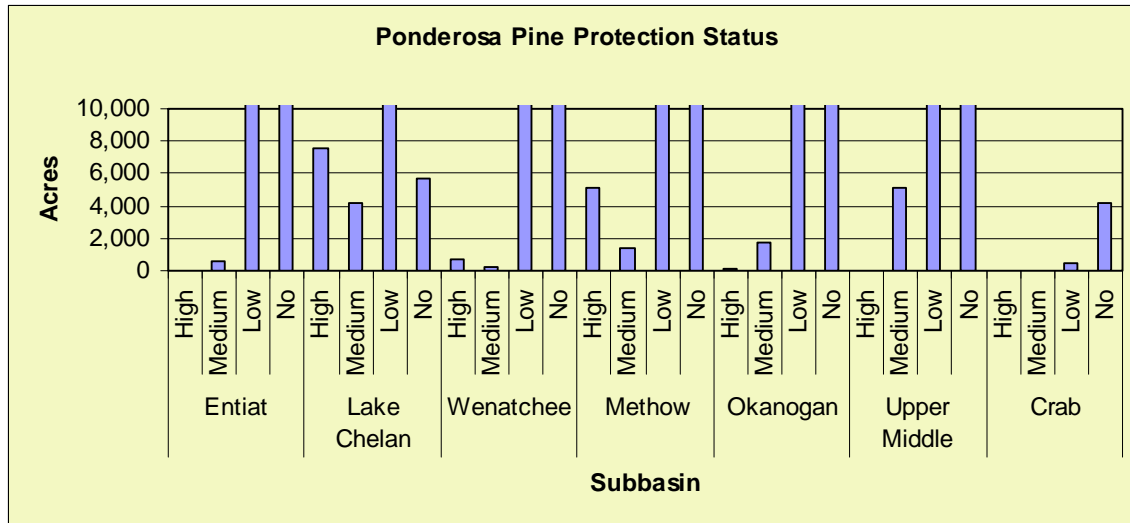 Ponderosa Pine Protection Status
10,000
8,000
6,000
4,000
2,000
0
Acres
High
Medium
Low
No
High
Medium
Low
No
High
Medium
Low
No
High
Medium
Low
No
High
Medium
Low
No
High
Medium
Low
No
High
Medium
Low
No
Entiat
Lake
Chelan
Wenatchee
Methow
Okanogan
Upper
Middle
Crab
Subbasin